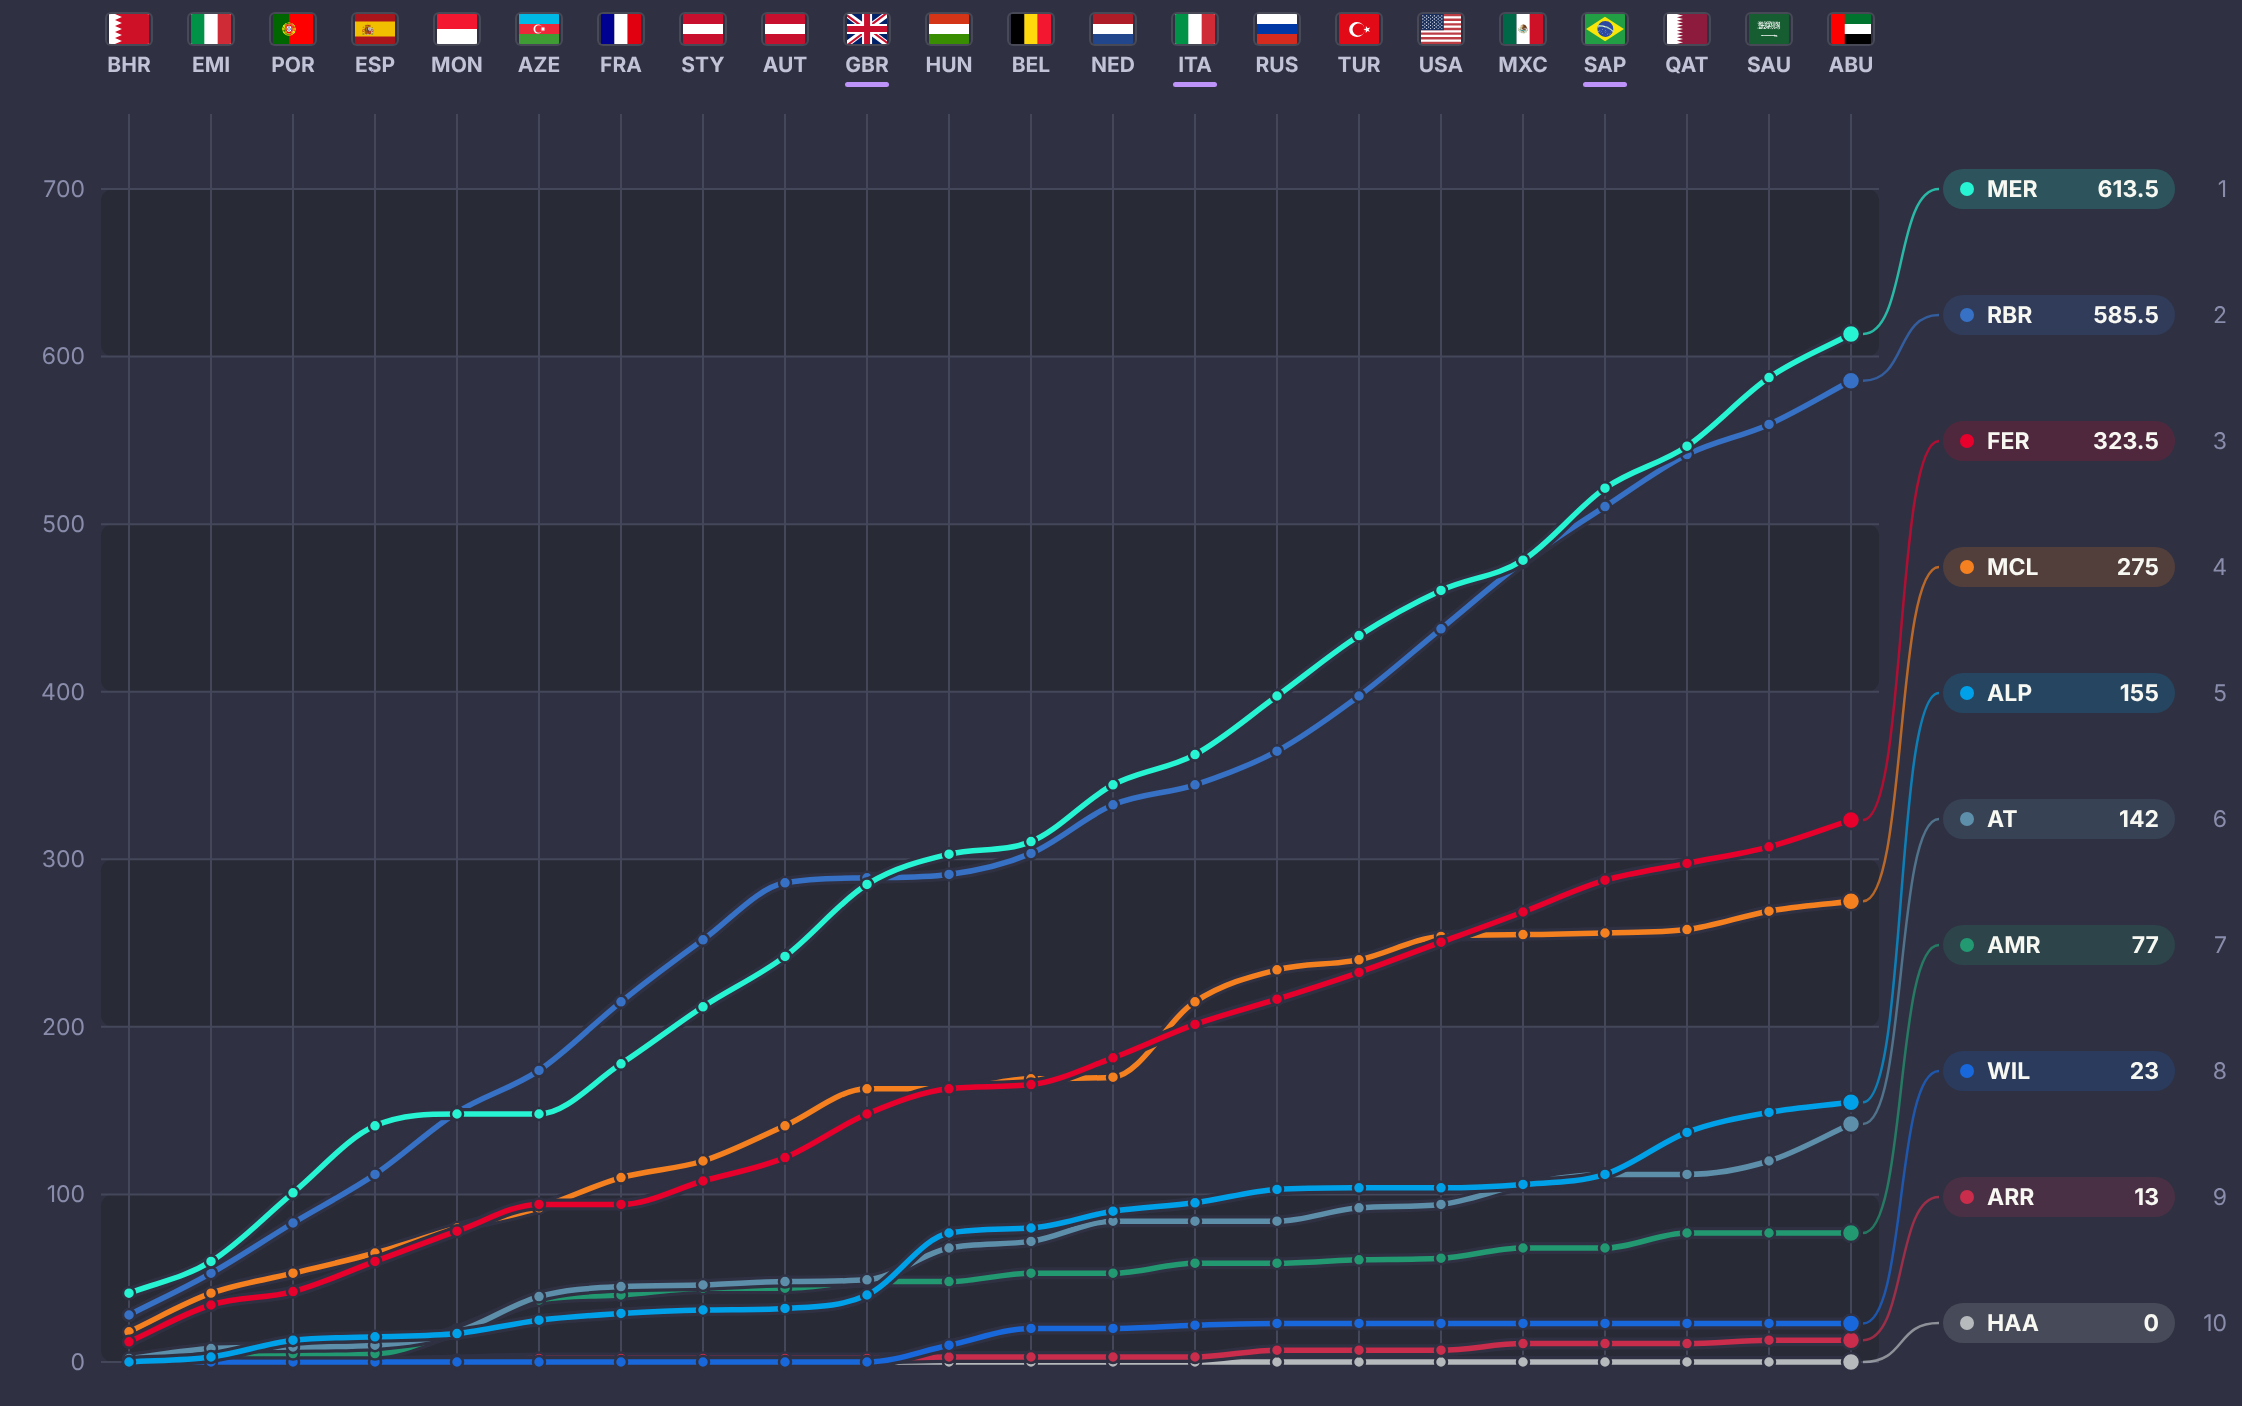 BHR EMI POR ESP MON AZE FRA STY AUT GBR HUN BEL NED ITA RUS TUR USA MXC SAP QAT SAU ABU
700
600
500
400
300
200
100
0
MER 613.5 1
RBR 585.5 2
FER 323.5 3
MCL 275 4
ALP 155 5
AT 142 6
AMR 77 7
WIL 23 8
ARR 13 9
HAA 0 10